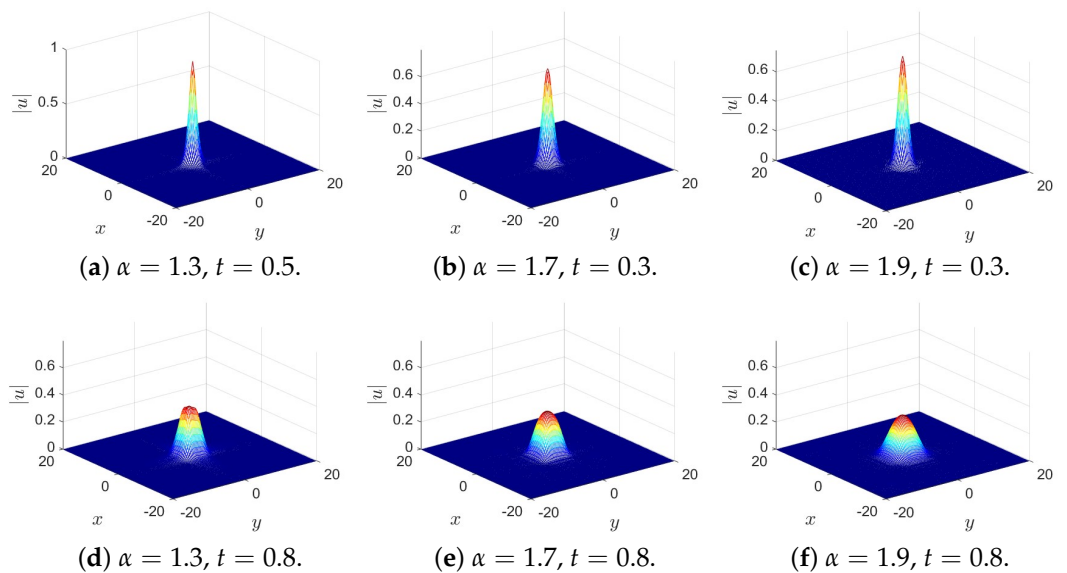 1
0.5
0
|u|
20
0
-20
-20
0
20
x
y
(a) α = 1.3, t = 0.5.
0.6
0.4
0.2
0
|u|
20
0
-20
-20
0
20
x
y
(b) α = 1.7, t = 0.3.
0.6
0.4
0.2
0
|u|
20
0
-20
-20
0
20
x
y
(c) α = 1.9, t = 0.3.
0.6
0.4
0.2
0
|u|
20
0
-20
-20
0
20
x
y
(d) α = 1.3, t = 0.8.
0.6
0.4
0.2
0
|u|
20
0
-20
-20
0
20
x
y
(e) α = 1.7, t = 0.8.
0.6
0.4
0.2
0
|u|
20
0
-20
-20
0
20
x
y
(f) α = 1.9, t = 0.8.